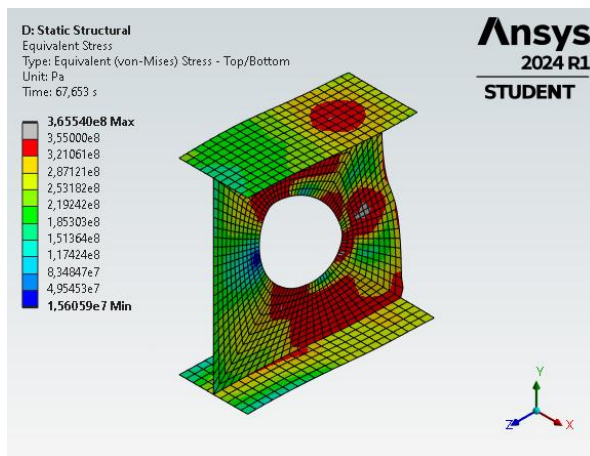 D: Static Structural
Equivalent Stress
Type: Equivalent (von-Mises) Stress - Top/Bottom
Unit: Pa
Time: 67,653 s
3,65540e8 Max
3,55000e8
3,21061e8
2,87121e8
2,53182e8
2,19242e8
1,85303e8
1,51364e8
1,17424e8
8,34847e7
4,95453e7
1,56059e7 Min
Ansys
2024 R1
STUDENT
Y
Z
X